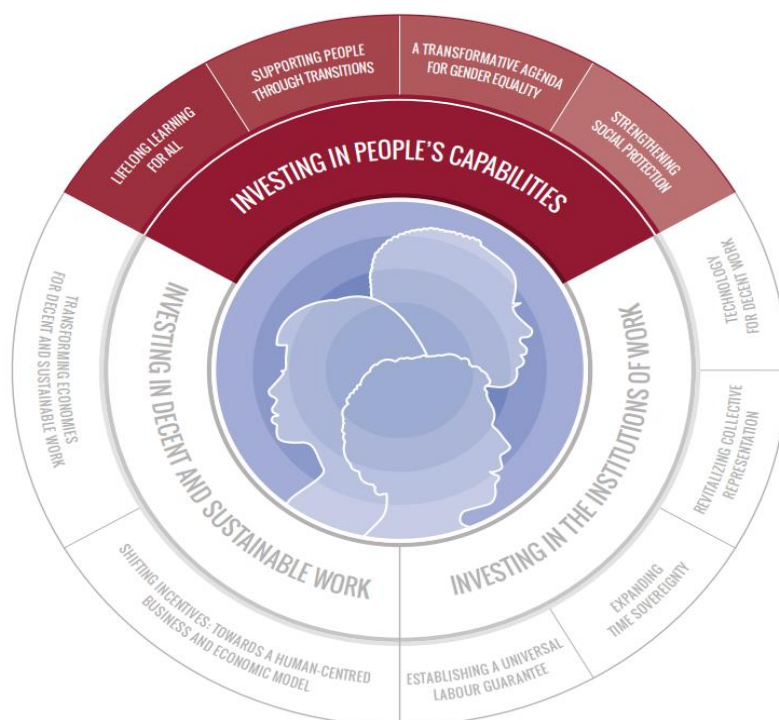 LIFELONG LEARNING
FOR ALL
SUPPORTING PEOPLE
THROUGH TRANSITIONS
A TRANSFORMATIVE AGENDA
FOR GENDER EQUALITY
STRENGTHENING
SOCIAL PROTECTION
INVESTING IN PEOPLE'S CAPABILITIES
TECHNOLOGY
FOR DECENT WORK
REVITALIZING COLLECTIVE
REPRESENTATION
EXPANDING
TIME SOVEREIGNTY
ESTABLISHING A UNIVERSAL
LABOUR GUARANTEE
INVESTING IN THE INSTITUTIONS OF WORK
SHIFTING INCENTIVES: TOWARDS A HUMAN-CENTRED
BUSINESS AND ECONOMIC MODEL
TRANSFORMING ECONOMIES
FOR DECENT AND SUSTAINABLE WORK
INVESTING IN DECENT AND SUSTAINABLE WORK